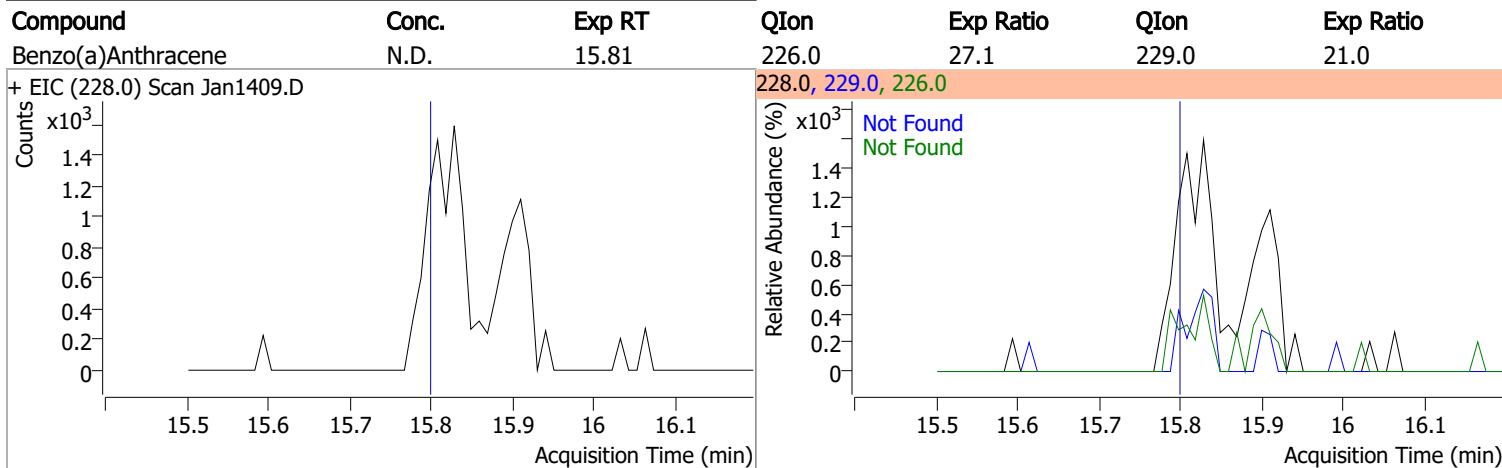 Compound Conc. Exp RT QIon Exp Ratio QIon Exp Ratio
Benzo(a)Anthracene N.D. 15.81 226.0 27.1 229.0 21.0
+ EIC (228.0) Scan Jan1409.D
Counts
x10³
1.4
1.2
1
0.8
0.6
0.4
0.2
0
15.5 15.6 15.7 15.8 15.9 16 16.1
Acquisition Time (min)
228.0, 229.0, 226.0
Relative Abundance (%)
x10³
Not Found
Not Found
1.4
1.2
1
0.8
0.6
0.4
0.2
0
15.5 15.6 15.7 15.8 15.9 16 16.1
Acquisition Time (min)